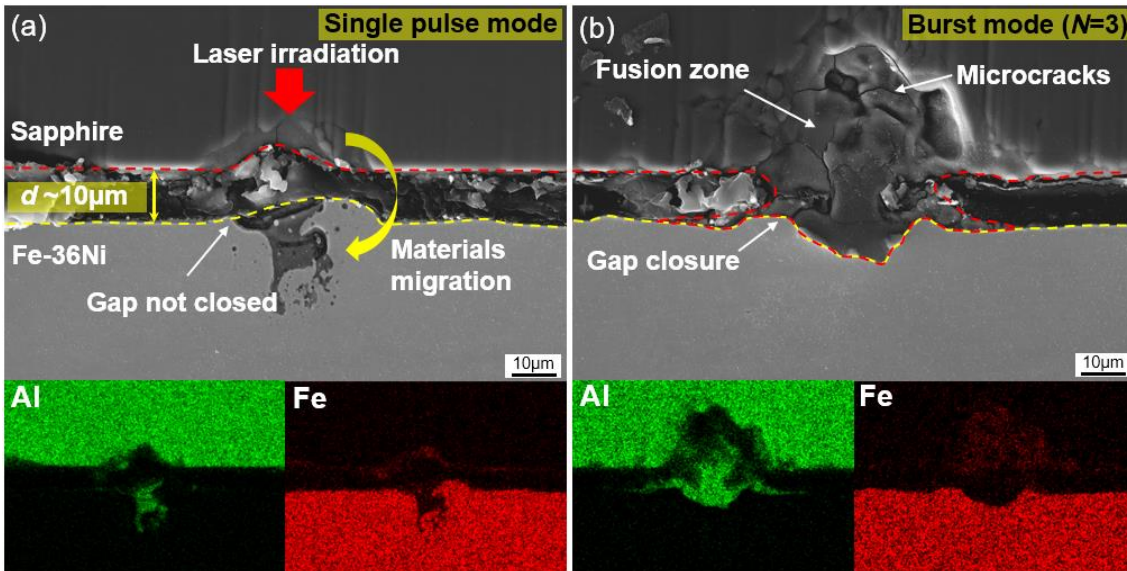 (a)
Single pulse mode
Laser irradiation
Sapphire
d ~10μm
Fe-36Ni
Gap not closed
Materials
migration
10μm
Al
Fe
(b)
Burst mode (N=3)
Fusion zone
Microcracks
Gap closure
10μm
Al
Fe